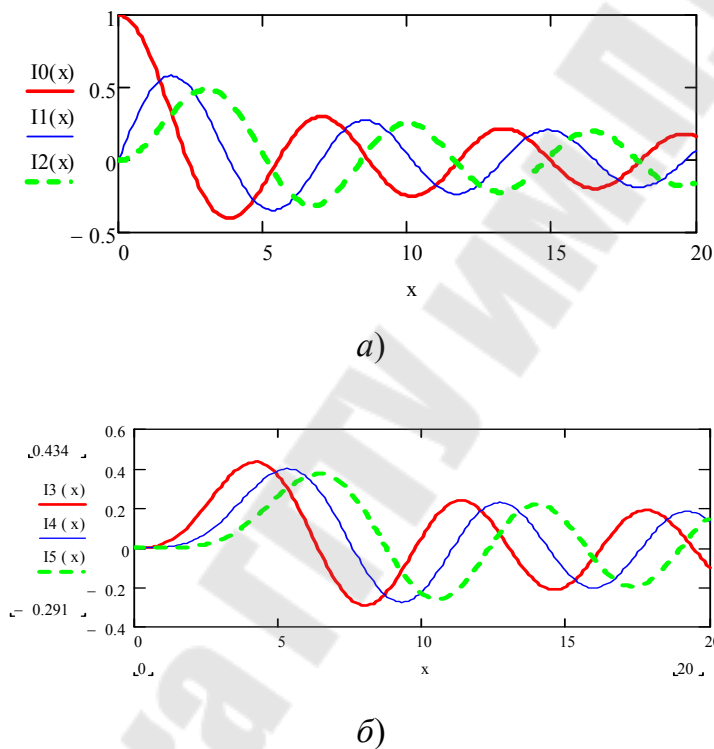 1
I0(x)
0.5
I1(x)
I2(x)
0
− 0.5
0 5 10 15 20
x
а)
0.6
0.434
0.4
I3 ( x)
0.2
I4 ( x)
I5 ( x)
0
− 0.2
− 0.291
− 0.4
0 5 10 15 20
0 x 20
б)